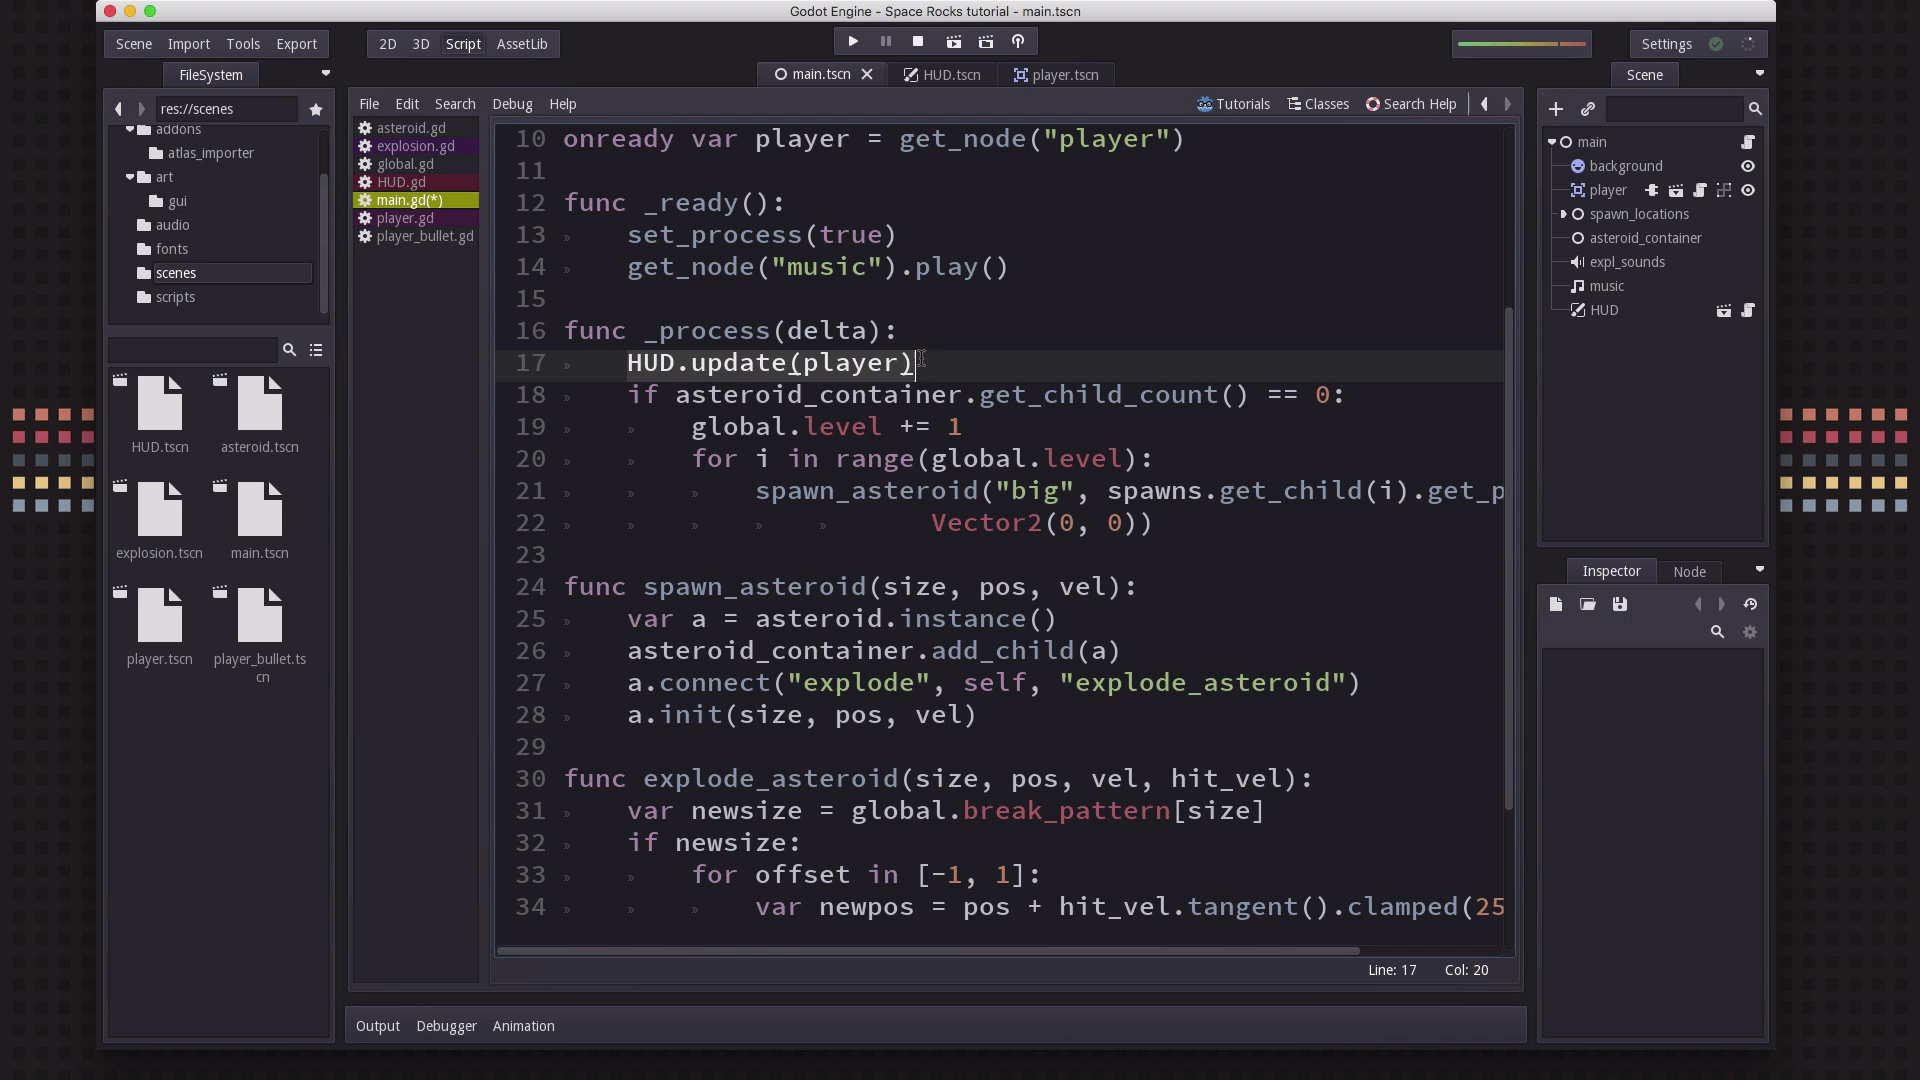 Godot Engine - Space Rocks tutorial - main.tscn
Scene Import Tools Export
2D 3D Script AssetLib
Settings
FileSystem
main.tscn
HUD.tscn
player.tscn
Scene
res://scenes
addons
atlas_importer
art
gui
audio
fonts
scenes
scripts
HUD.tscn
asteroid.tscn
explosion.tscn
main.tscn
player.tscn
player_bullet.ts
cn
File Edit Search Debug Help
Tutorials Classes Search Help
asteroid.gd
explosion.gd
global.gd
HUD.gd
main.gd(*)
player.gd
player_bullet.gd
10 onready var player = get_node("player")
11
12 func _ready():
13 » set_process(true)
14 » get_node("music").play()
15
16 func _process(delta):
17 » HUD.update(player)
18 » if asteroid_container.get_child_count() == 0:
19 » » global.level += 1
20 » » for i in range(global.level):
21 » » » spawn_asteroid("big", spawns.get_child(i).get_p
22 » » » » » Vector2(0, 0))
23
24 func spawn_asteroid(size, pos, vel):
25 » var a = asteroid.instance()
26 » asteroid_container.add_child(a)
27 » a.connect("explode", self, "explode_asteroid")
28 » a.init(size, pos, vel)
29
30 func explode_asteroid(size, pos, vel, hit_vel):
31 » var newsize = global.break_pattern[size]
32 » if newsize:
33 » » for offset in [-1, 1]:
34 » » » var newpos = pos + hit_vel.tangent().clamped(25
Line: 17 Col: 20
Output Debugger Animation
main
background
player
spawn_locations
asteroid_container
expl_sounds
music
HUD
Inspector Node